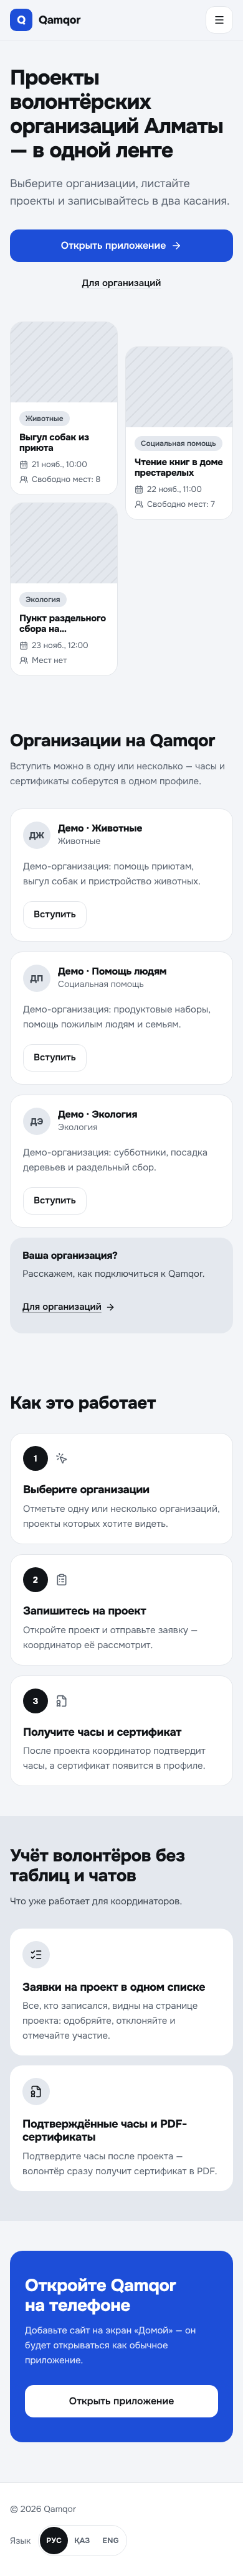 Q Qamqor
Проекты
волонтёрских
организаций Алматы
— в одной ленте
Выберите организации, листайте
проекты и записывайтесь в два касания.
Открыть приложение →
Для организаций
Животные
Выгул собак из
приюта
21 нояб., 10:00
Свободно мест: 8
Социальная помощь
Чтение книг в доме
престарелых
22 нояб., 11:00
Свободно мест: 7
Экология
Пункт раздельного
сбора на...
23 нояб., 12:00
Мест нет
Организации на Qamqor
Вступить можно в одну или несколько — часы и
сертификаты соберутся в одном профиле.
ДЖ
Демо · Животные
Животные
Демо-организация: помощь приютам,
выгул собак и пристройство животных.
Вступить
ДП
Демо · Помощь людям
Социальная помощь
Демо-организация: продуктовые наборы,
помощь пожилым людям и семьям.
Вступить
ДЭ
Демо · Экология
Экология
Демо-организация: субботники, посадка
деревьев и раздельный сбор.
Вступить
Ваша организация?
Расскажем, как подключиться к Qamqor.
Для организаций →
Как это работает
1
Выберите организации
Отметьте одну или несколько организаций,
проекты которых хотите видеть.
2
Запишитесь на проект
Откройте проект и отправьте заявку —
координатор её рассмотрит.
3
Получите часы и сертификат
После проекта координатор подтвердит
часы, а сертификат появится в профиле.
Учёт волонтёров без
таблиц и чатов
Что уже работает для координаторов.
Заявки на проект в одном списке
Все, кто записался, видны на странице
проекта: одобряйте, отклоняйте и
отмечайте участие.
Подтверждённые часы и PDF-
сертификаты
Подтвердите часы после проекта —
волонтёр сразу получит сертификат в PDF.
Откройте Qamqor
на телефоне
Добавьте сайт на экран «Домой» — он
будет открываться как обычное
приложение.
Открыть приложение
© 2026 Qamqor
Язык РУС ҚАЗ ENG